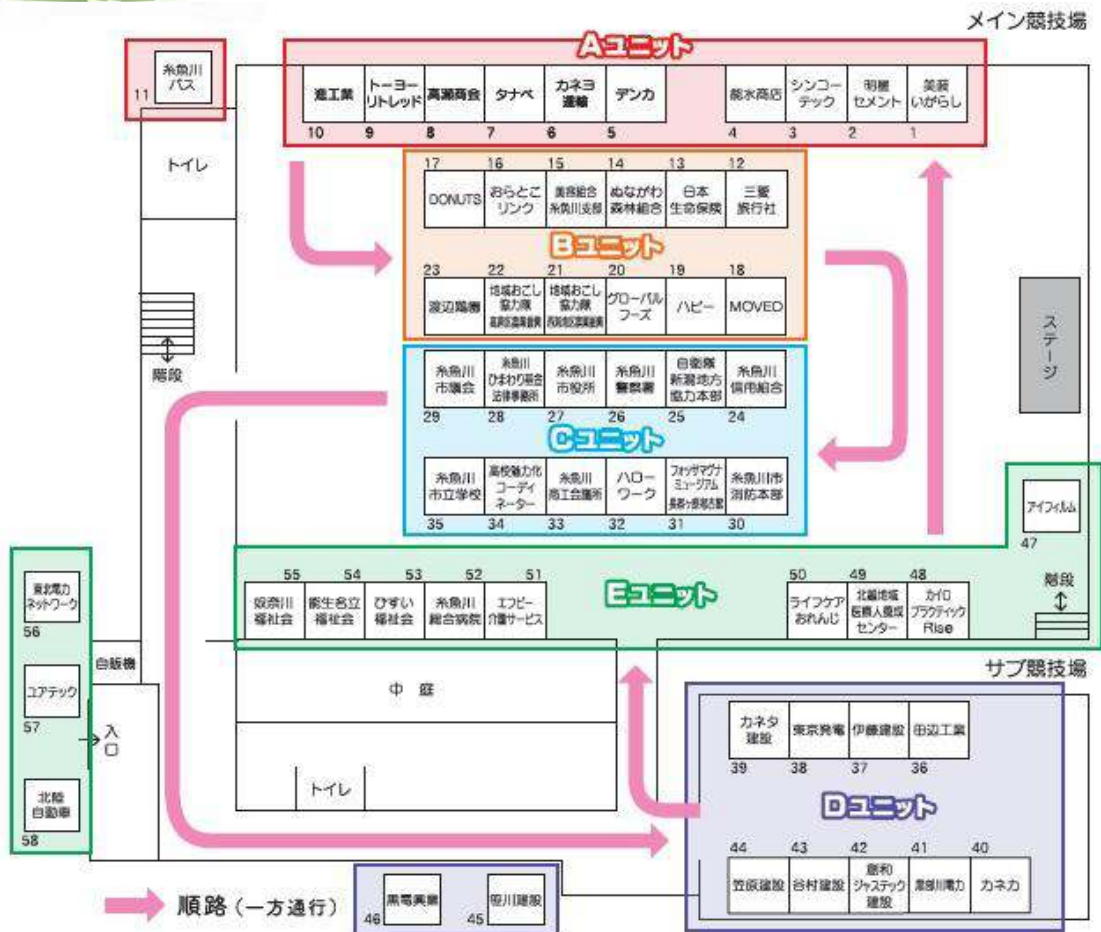 メイン競技場
Aユニット
糸魚川
バス
11
進工業
10
トーヨー
リトレッド
9
高瀬商会
8
タナベ
7
カネヨ
運輸
6
デンカ
5
能水商店
4
シンコー
テック
3
明星
セメント
2
美装
いがらし
1
トイレ
階段
17
DONUTS
16
おらとこ
リンク
15
美容組合
糸魚川支部
14
ぬながわ
森林組合
13
日本
生命保険
12
三愛
旅行社
Bユニット
23
渡辺鶏園
22
地域おこし
協力隊
21
地域おこし
協力隊
20
グローバル
フーズ
19
ハピー
18
MOVED
ステージ
糸魚川
市議会
29
糸魚川
ひまわり基金
法律事務所
28
糸魚川
市役所
27
糸魚川
警察署
26
自衛隊
新潟地方
協力本部
25
糸魚川
信用組合
24
Cユニット
糸魚川
市立学校
35
高校魅力化
コーディ
ネーター
34
糸魚川
商工会議所
33
ハロー
ワーク
32
フォッサマグナ
ミュージアム
長者ケ原考古館
31
糸魚川市
消防本部
30
アイフィルム
47
階段
Eユニット
55
奴奈川
福祉会
54
能生名立
福祉会
53
ひすい
福祉会
52
糸魚川
総合病院
51
エフピー
介護サービス
50
ライフケア
おれんじ
49
北越地域
医療人養成
センター
48
カイロ
プラクティック
Rise
東北電力
ネットワーク
56
ユアテック
57
北陸
自動車
58
自販機
入口
中庭
トイレ
サブ競技場
カネタ
建設
39
東京発電
38
伊藤建設
37
田辺工業
36
Dユニット
44
笠原建設
43
谷村建設
42
創和
ジャステック
建設
41
黒部川電力
40
カネカ
順路（一方通行）
46
黒電興業
45
笹川建設